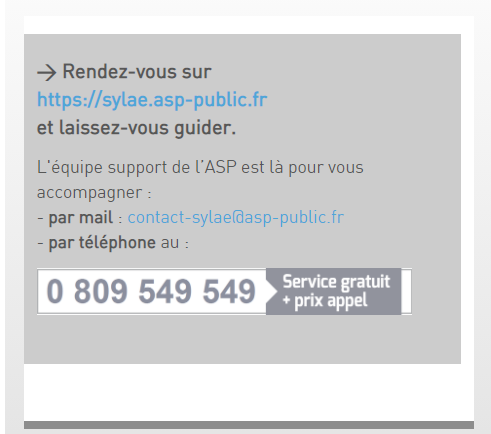 → Rendez-vous sur
https://sylae.asp-public.fr
et laissez-vous guider.
L'équipe support de l'ASP est là pour vous
accompagner :
- par mail : contact-sylae@asp-public.fr
- par téléphone au :
0 809 549 549 Service gratuit
+ prix appel